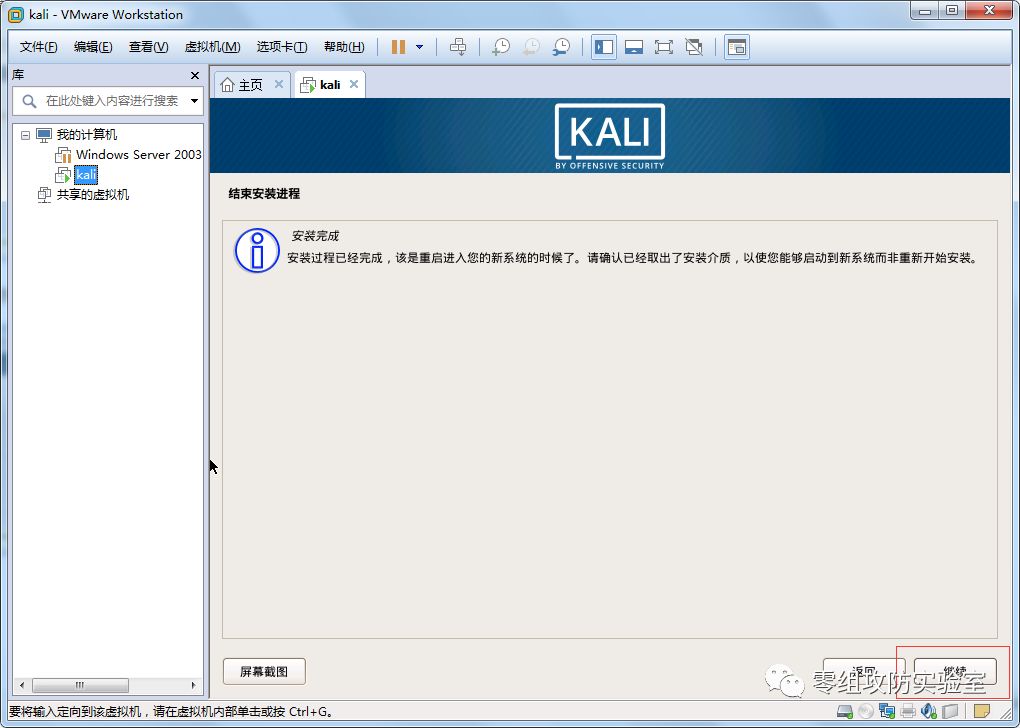 kali - VMware Workstation
文件(F) 编辑(E) 查看(V) 虚拟机(M) 选项卡(T) 帮助(H)
库
在此处键入内容进行搜索
我的计算机
Windows Server 2003
kali
共享的虚拟机
主页 kali
KALI
BY OFFENSIVE SECURITY
结束安装进程
安装完成
安装过程已经完成，该是重启进入您的新系统的时候了。请确认已经取出了安装介质，以使您能够启动到新系统而非重新开始安装。
屏幕截图 返回 继续
零组攻防实验室
要将输入定向到该虚拟机，请在虚拟机内部单击或按 Ctrl+G。